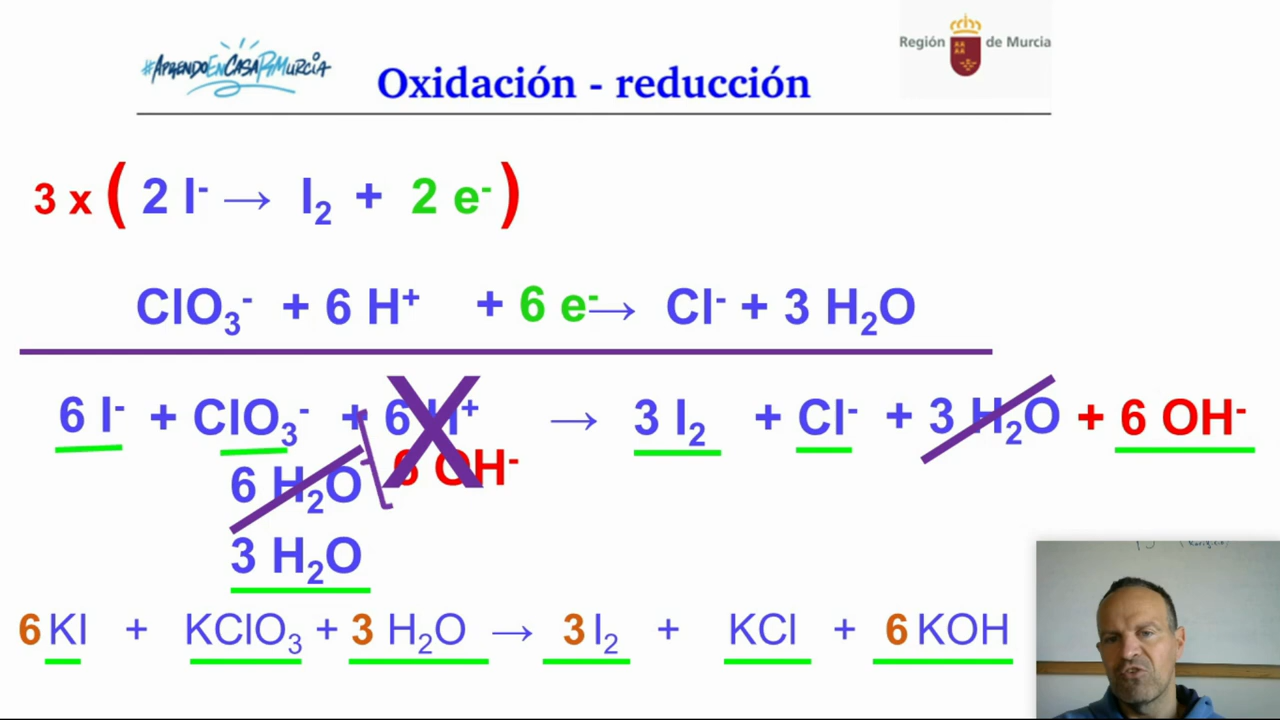 #AprendoEnCasaRMurcia
Región de Murcia
Oxidación - reducción
3 x ( 2 I⁻ → I₂ + 2 e⁻ )
ClO₃⁻ + 6 H⁺ + 6 e⁻ → Cl⁻ + 3 H₂O
6 I⁻ + ClO₃⁻ + 6 H⁺ → 3 I₂ + Cl⁻ + 3 H₂O + 6 OH⁻
6 H₂O 6 OH⁻
3 H₂O
6 KI + KClO₃ + 3 H₂O → 3 I₂ + KCl + 6 KOH